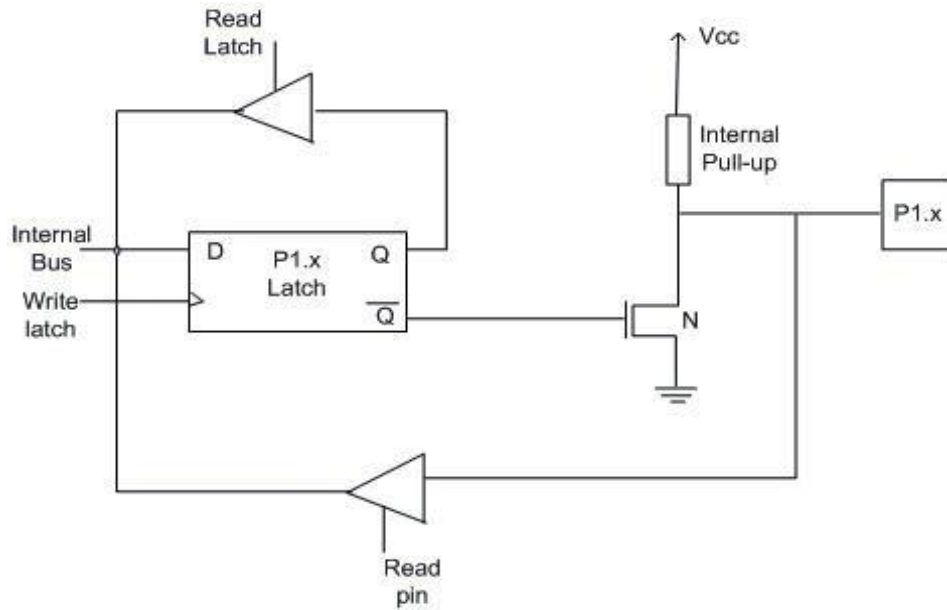 Read
Latch
Vcc
Internal
Pull-up
P1.x
Internal
Bus
D
P1.x
Latch
Q
Q
Write
latch
N
Read
pin